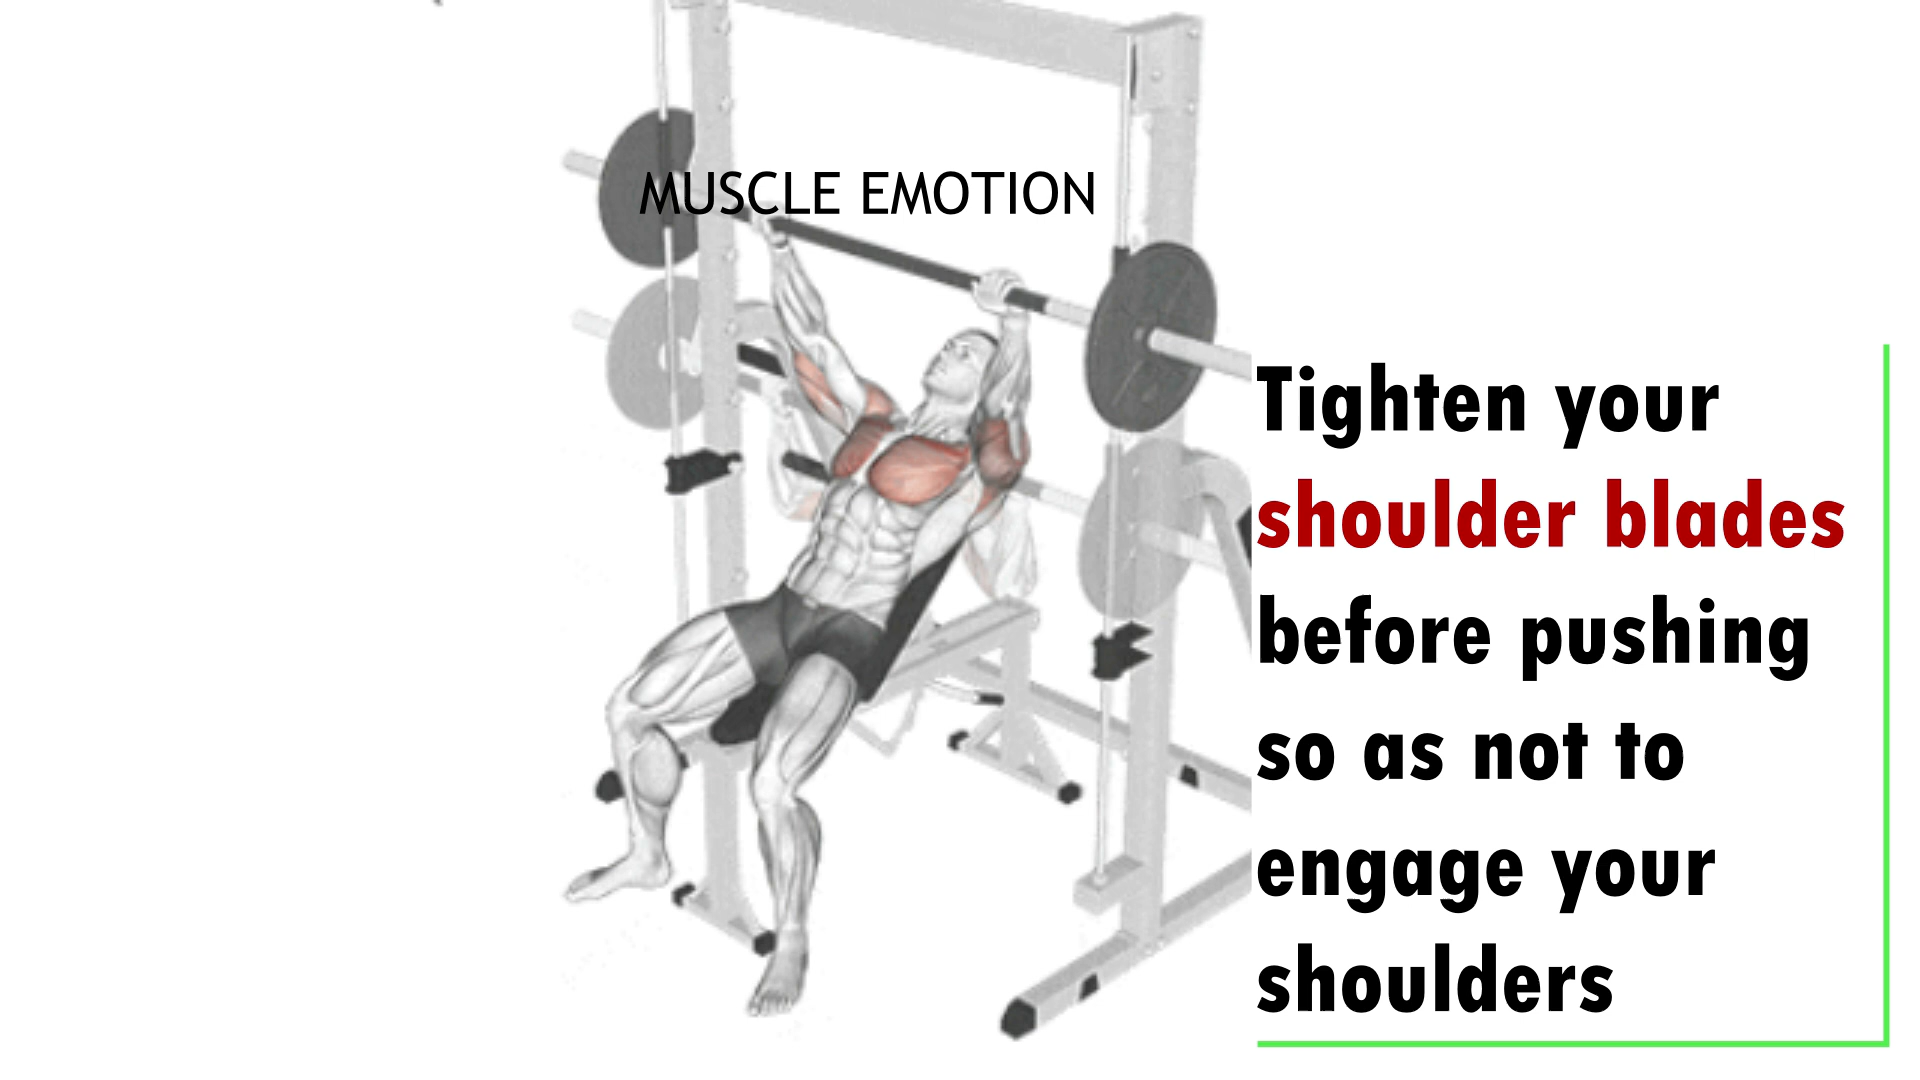 MUSCLE EMOTION
Tighten your
shoulder blades
before pushing
so as not to
engage your
shoulders